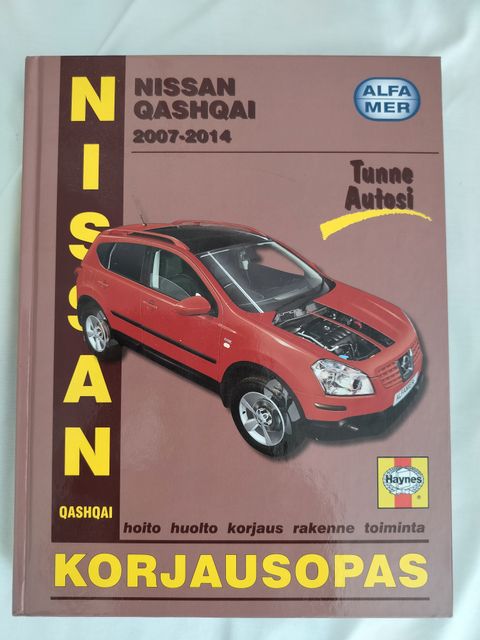 NISSAN
QASHQAI
2007-2014
ALFA
MER
Tunne
Autosi
NISSAN
QASHQAI
Haynes
®
hoito huolto korjaus rakenne toiminta
KORJAUSOPAS